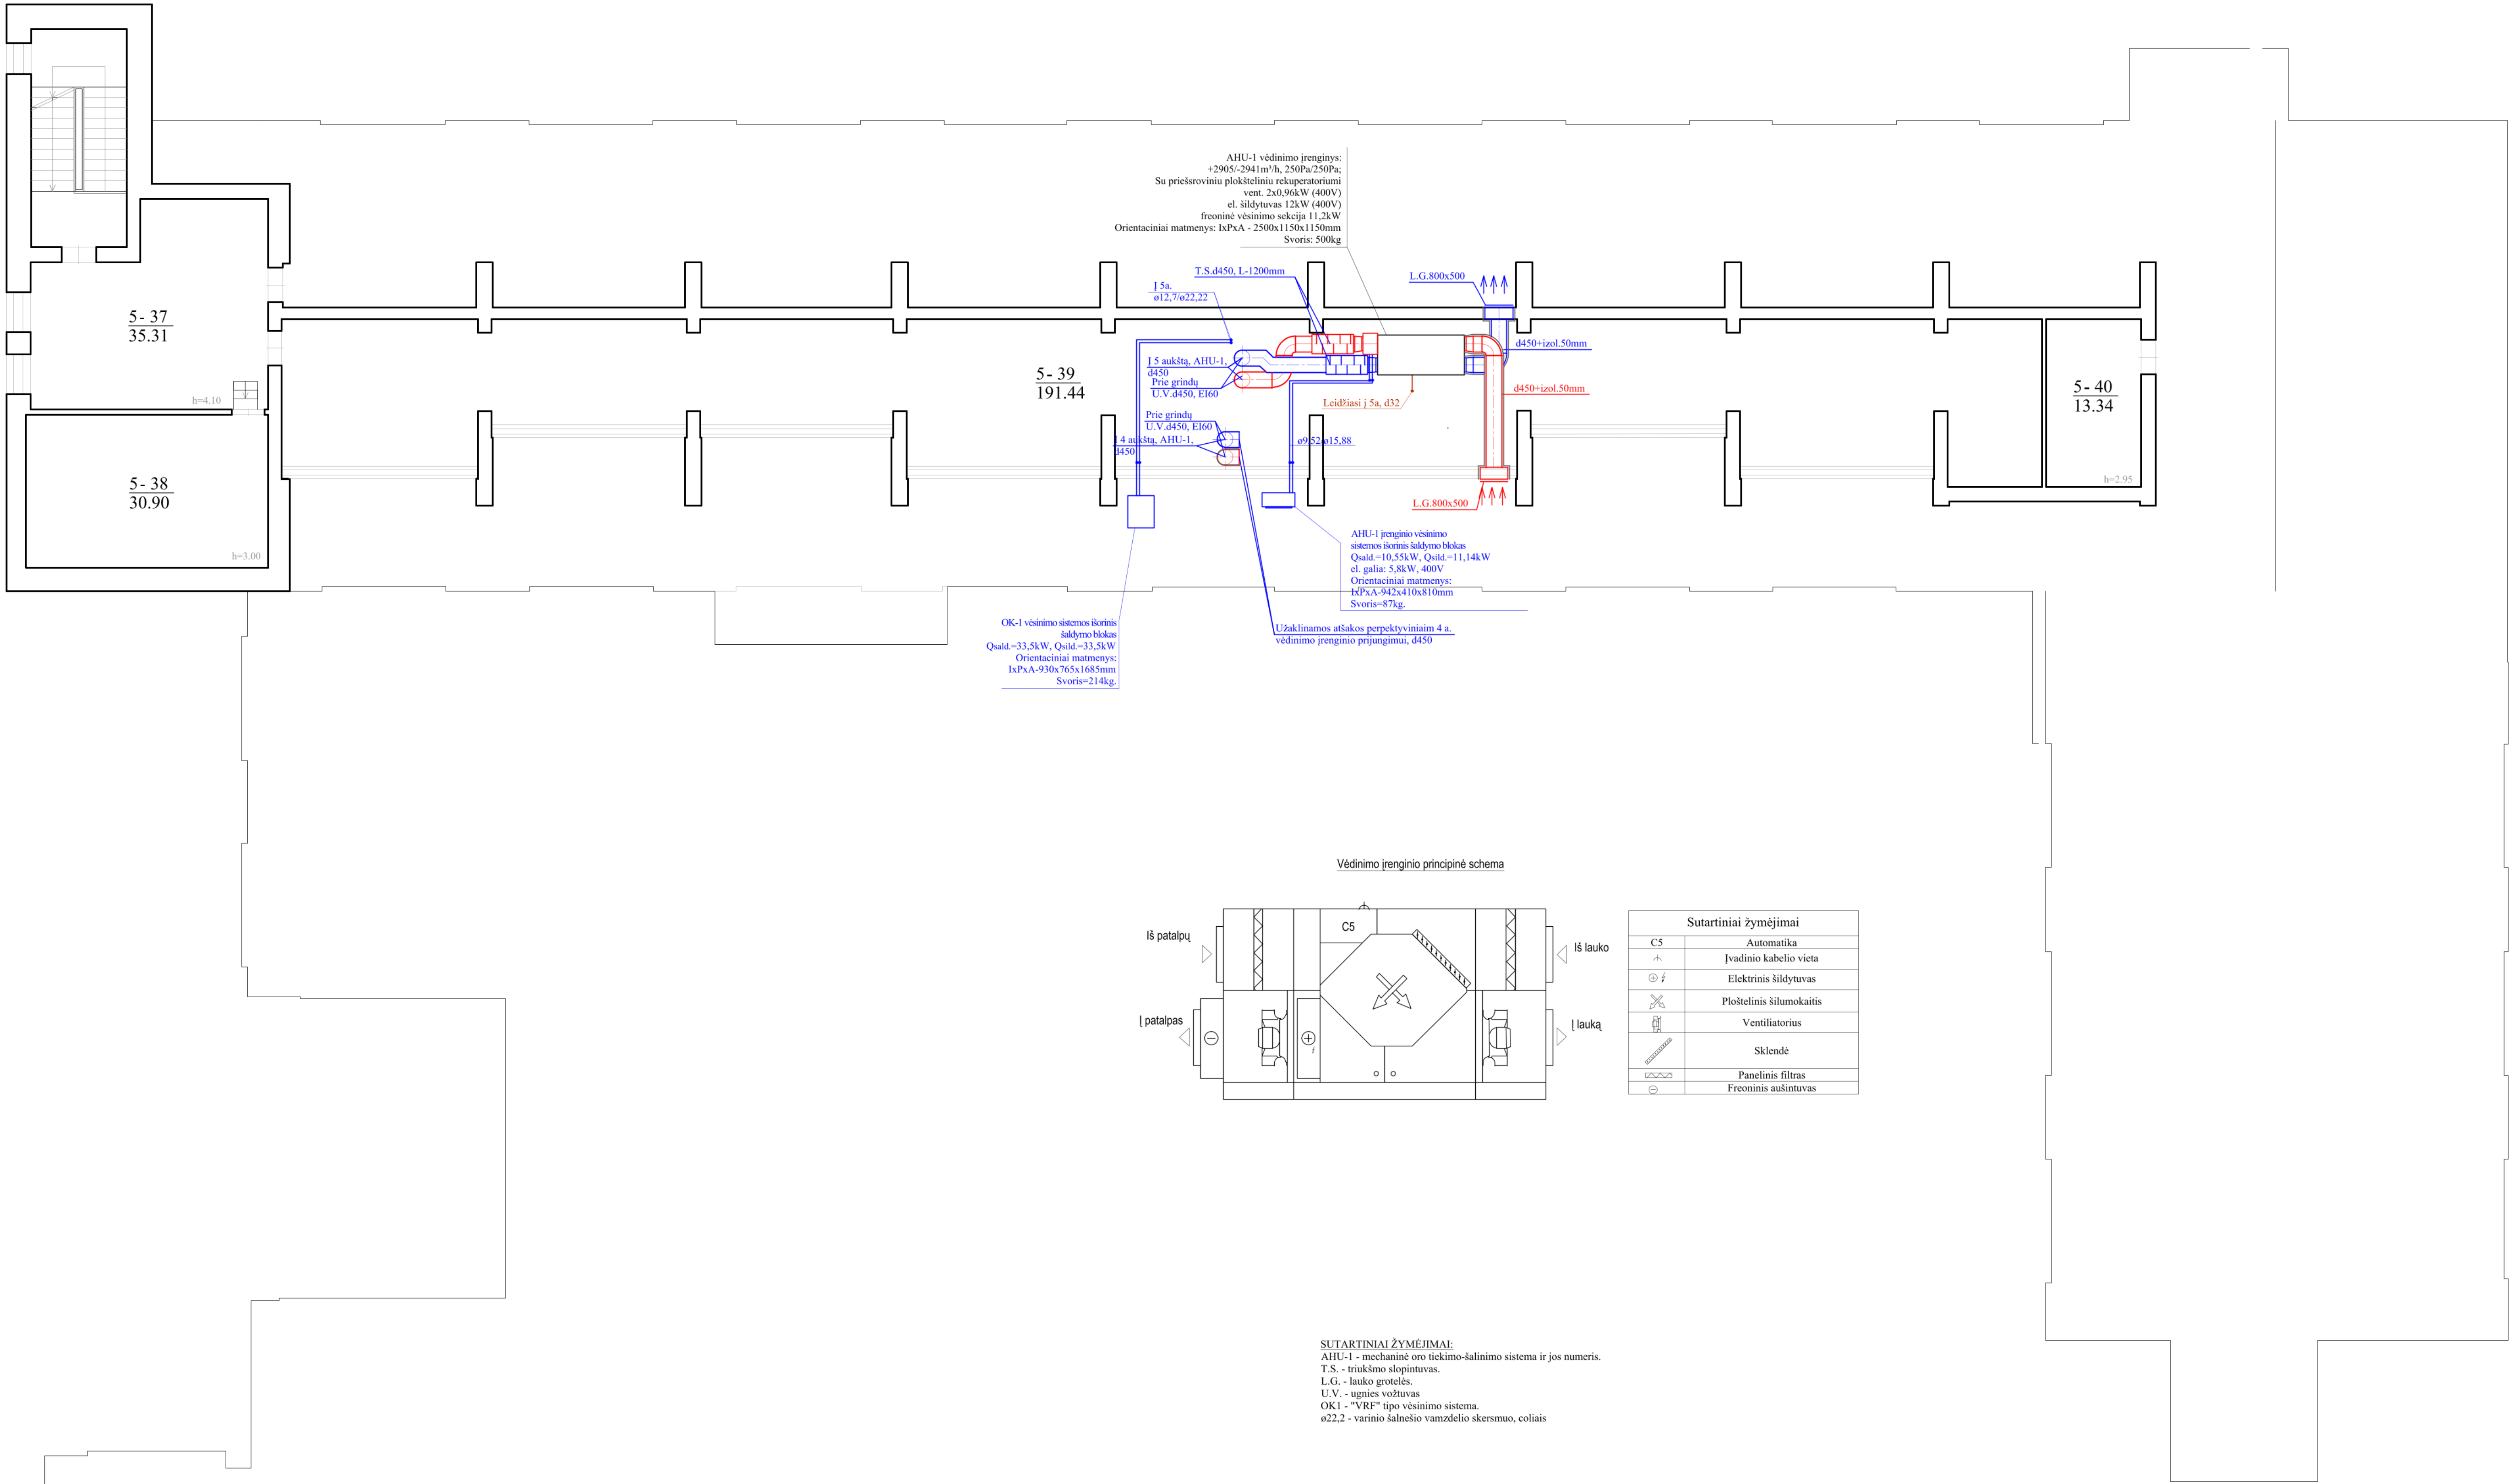 AHU-1 vėdinimo įrenginys:
+2905/-2941m³/h, 250Pa/250Pa;
Su priešsroviniu plokšteliniu rekuperatoriumi
vent. 2x0,96kW (400V)
el. šildytuvas 12kW (400V)
freoninė vėsinimo sekcija 11,2kW
Orientaciniai matmenys: IxPxA - 2500x1150x1150mm
Svoris: 500kg
T.S.d450, L-1200mm
L.G.800x500
Į 5a.
ø12,7/ø22,22
5- 37
35.31
h=4.10
d450+izol.50mm
Į 5 aukštą, AHU-1,
d450
Prie grindų
U.V.d450, EI60
5- 39
191.44
d450+izol.50mm
5- 40
13.34
h=2.95
Leidžiasi į 5a, d32
Prie grindų
U.V.d450, EI60
Į 4 aukštą, AHU-1,
d450
ø9,52/ø15,88
5- 38
30.90
h=3.00
L.G.800x500
AHU-1 įrenginio vėsinimo
sistemos išorinis šaldymo blokas
Qsald.=10,55kW, Qsild.=11,14kW
el. galia: 5,8kW, 400V
Orientaciniai matmenys:
IxPxA-942x410x810mm
Svoris=87kg.
OK-1 vėsinimo sistemos išorinis
šaldymo blokas
Qsald.=33,5kW, Qsild.=33,5kW
Orientaciniai matmenys:
IxPxA-930x765x1685mm
Svoris=214kg.
Užaklinamos atšakos perpektyviniaim 4 a.
vėdinimo įrenginio prijungimui, d450
Vėdinimo įrenginio principinė schema
Iš patalpų
C5
Iš lauko
Į patalpas
Į lauką
Sutartiniai žymėjimai
C5 Automatika
Įvadinio kabelio vieta
Elektrinis šildytuvas
Ploštelinis šilumokaitis
Ventiliatorius
Sklendė
Panelinis filtras
Freoninis aušintuvas
SUTARTINIAI ŽYMĖJIMAI:
AHU-1 - mechaninė oro tiekimo-šalinimo sistema ir jos numeris.
T.S. - triukšmo slopintuvas.
L.G. - lauko grotelės.
U.V. - ugnies vožtuvas
OK1 - "VRF" tipo vėsinimo sistema.
ø22,2 - varinio šalnešio vamzdelio skersmuo, coliais